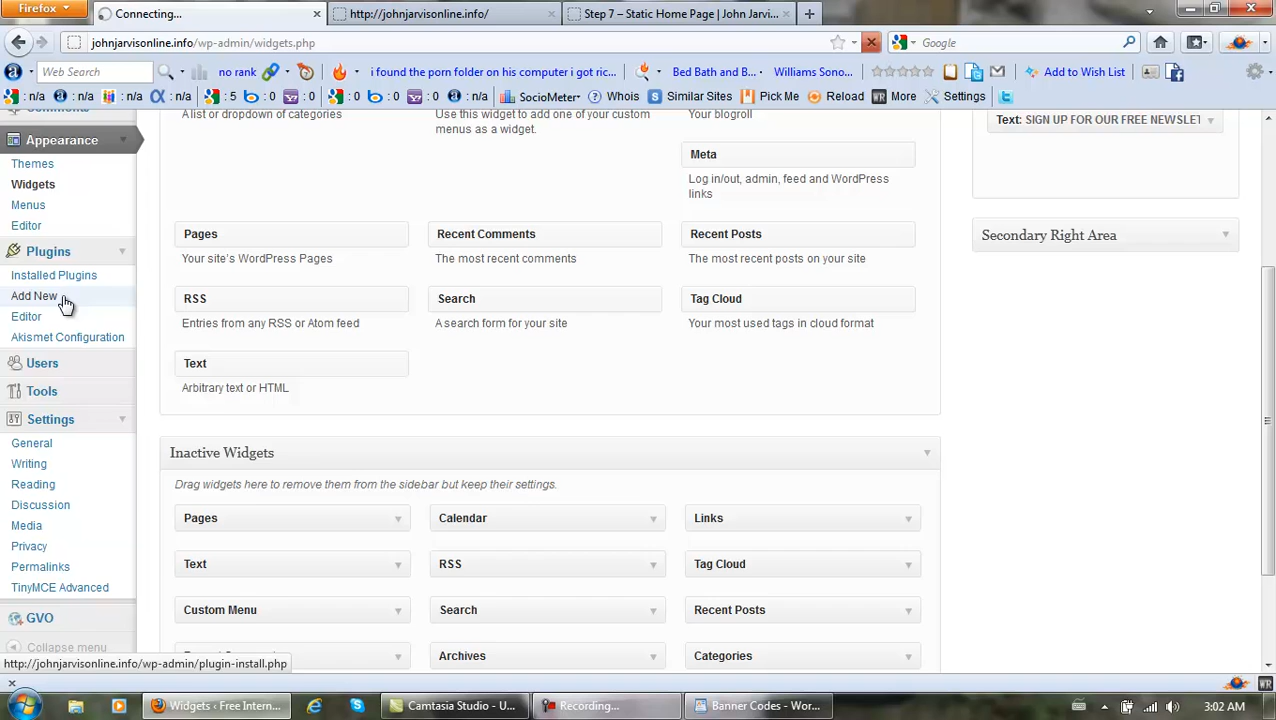 Firefox
Connecting...
http://johnjarvisonline.info/
Step 7 – Static Home Page | John Jarvi...
johnjarvisonline.info/wp-admin/widgets.php
Google
Web Search
no rank
i found the porn folder on his computer i got ric...
Bed Bath and B...
Williams Sono...
Add to Wish List
: n/a
: n/a
: n/a
: n/a
: 5
: 0
: n/a
: 0
: 0
: n/a
: n/a
SocioMeter
Whois
Similar Sites
Pick Me
Reload
More
Settings
Appearance
Themes
Widgets
Menus
Editor
Plugins
Installed Plugins
Add New
Editor
Akismet Configuration
Users
Tools
Settings
General
Writing
Reading
Discussion
Media
Privacy
Permalinks
TinyMCE Advanced
GVO
Collapse menu
http://johnjarvisonline.info/wp-admin/plugin-install.php
A list or dropdown of categories
Use this widget to add one of your custom
menus as a widget.
Your blogroll
Meta
Log in/out, admin, feed and WordPress
links
Pages
Your site's WordPress Pages
Recent Comments
The most recent comments
Recent Posts
The most recent posts on your site
RSS
Entries from any RSS or Atom feed
Search
A search form for your site
Tag Cloud
Your most used tags in cloud format
Text
Arbitrary text or HTML
Text: SIGN UP FOR OUR FREE NEWSLET
Secondary Right Area
Inactive Widgets
Drag widgets here to remove them from the sidebar but keep their settings.
Pages
Calendar
Links
Text
RSS
Tag Cloud
Custom Menu
Search
Recent Posts
Archives
Categories
Widgets ‹ Free Intern...
Camtasia Studio - U...
Recording...
Banner Codes - Wor...
3:02 AM